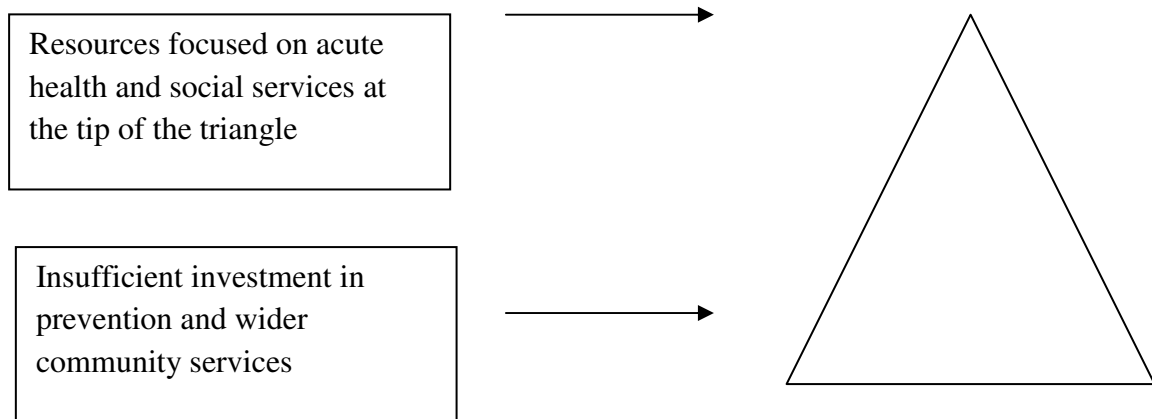 Resources focused on acute
health and social services at
the tip of the triangle
Insufficient investment in
prevention and wider
community services